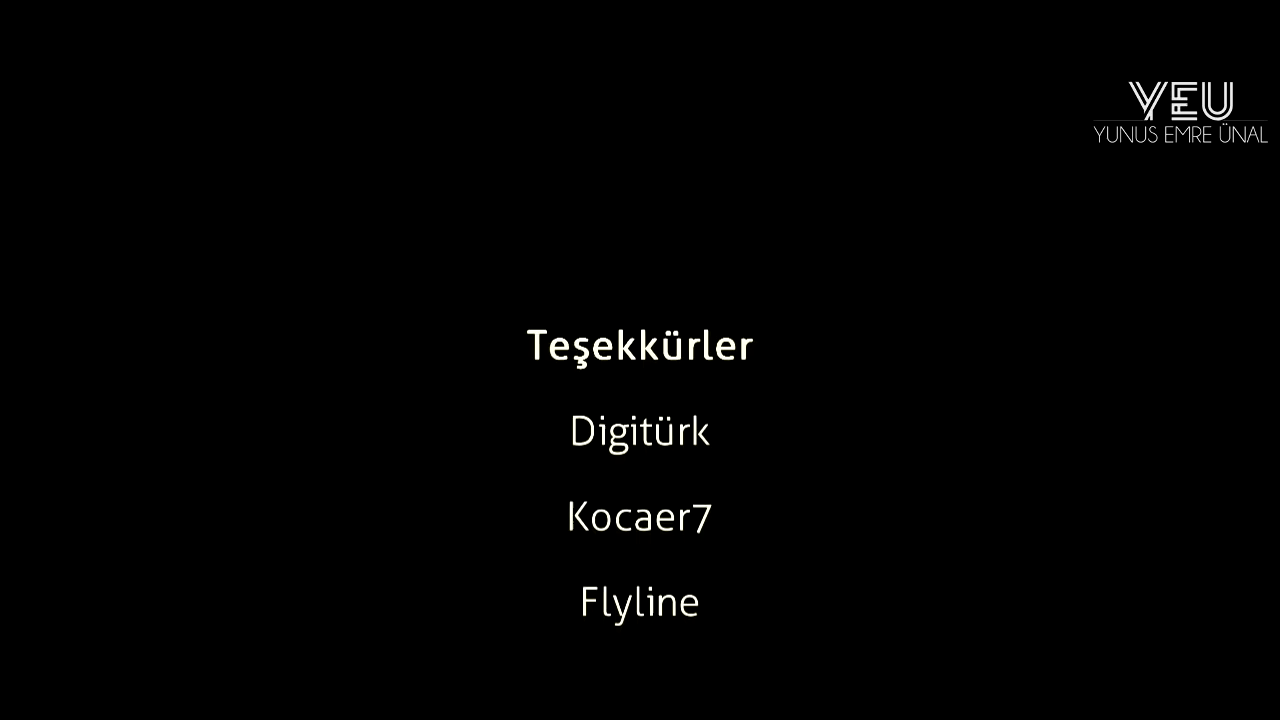 YEU
YUNUS EMRE ÜNAL
Teşekkürler
Digitürk
Kocaer7
Flyline